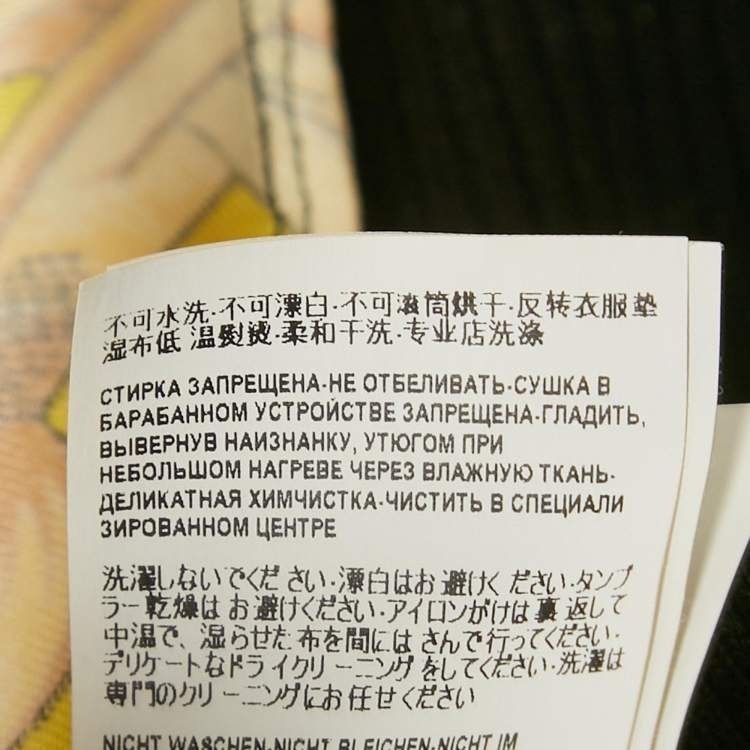 不可水洗·不可漂白·不可滚筒烘干·反转衣服垫
湿布低温熨烫·柔和干洗·专业店洗涤
СТИРКА ЗАПРЕЩЕНА-НЕ ОТБЕЛИВАТЬ-СУШКА В
БАРАБАННОМ УСТРОЙСТВЕ ЗАПРЕЩЕНА-ГЛАДИТЬ,
ВЫВЕРНУВ НАИЗНАНКУ, УТЮГОМ ПРИ
НЕБОЛЬШОМ НАГРЕВЕ ЧЕРЕЗ ВЛАЖНУЮ ТКАНЬ-
ДЕЛИКАТНАЯ ХИМЧИСТКА-ЧИСТИТЬ В СПЕЦИАЛИ
ЗИРОВАННОМ ЦЕНТРЕ
洗濯しないでください·漂白はお避けください·タンブ
ラー乾燥はお避けください·アイロンがけは裏返して
中温で、湿らせた布を間にはさんで行ってください·
デリケートなドライクリーニングをしてください·洗濯は
専門のクリーニングにお任せください
NICHT WASCHEN-NICHT BLEICHEN-NICHT IM